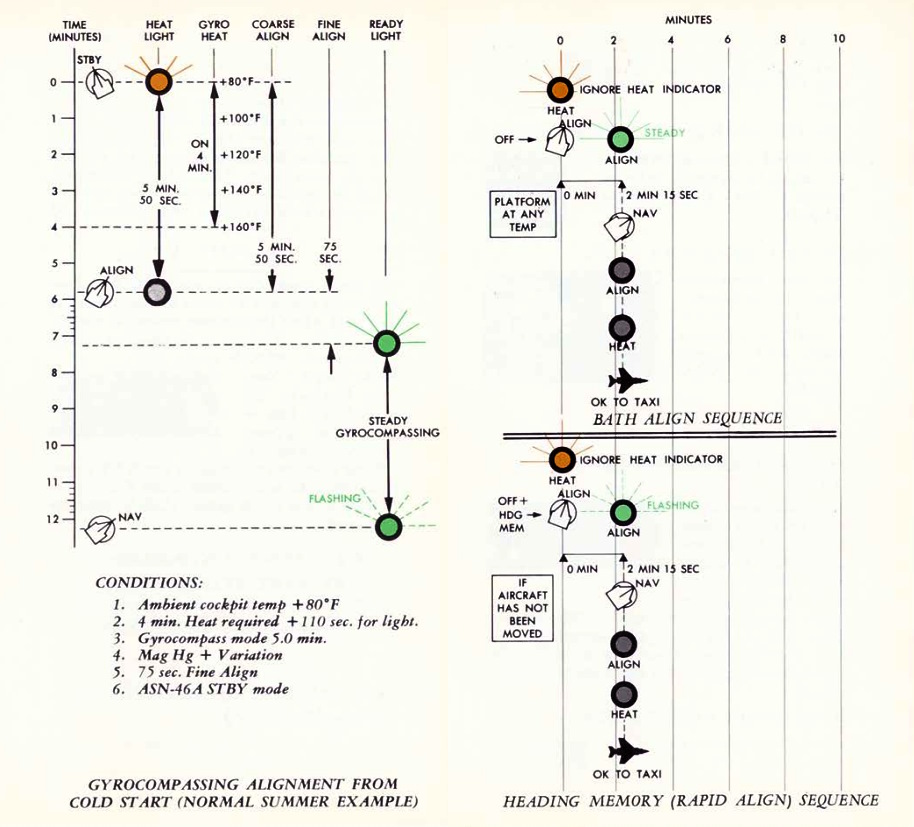 TIME
(MINUTES)
HEAT
LIGHT
GYRO
HEAT
COARSE
ALIGN
FINE
ALIGN
READY
LIGHT
STBY
0
+80°F
1
+100°F
ON
4
MIN.
2
+120°F
3
+140°F
5 MIN.
50 SEC.
4
+160°F
5 MIN.
50 SEC.
75
SEC.
5
ALIGN
6
7
8
9
STEADY
GYROCOMPASSING
10
11
FLASHING
12
NAV
CONDITIONS:
1. Ambient cockpit temp +80°F
2. 4 min. Heat required +110 sec. for light.
3. Gyrocompass mode 5.0 min.
4. Mag Hg + Variation
5. 75 sec. Fine Align
6. ASN-46A STBY mode
GYROCOMPASSING ALIGNMENT FROM
COLD START (NORMAL SUMMER EXAMPLE)
MINUTES
0 2 4 6 8 10
IGNORE HEAT INDICATOR
HEAT
ALIGN
OFF
STEADY
ALIGN
0 MIN
2 MIN 15 SEC
PLATFORM
AT ANY
TEMP
NAV
ALIGN
HEAT
OK TO TAXI
BATH ALIGN SEQUENCE
IGNORE HEAT INDICATOR
HEAT
ALIGN
OFF +
HDG
MEM
FLASHING
ALIGN
0 MIN
2 MIN 15 SEC
IF
AIRCRAFT
HAS NOT
BEEN
MOVED
NAV
ALIGN
HEAT
OK TO TAXI
HEADING MEMORY (RAPID ALIGN) SEQUENCE